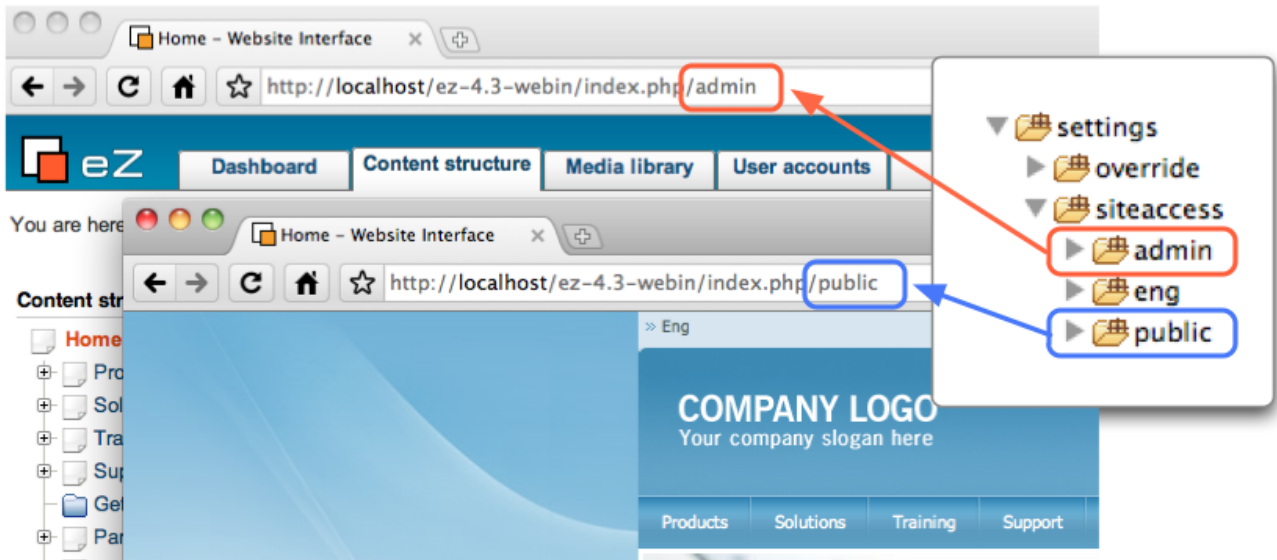 Home – Website Interface
http://localhost/ez-4.3-webin/index.php/admin
eZ
Dashboard
Content structure
Media library
User accounts
You are here
Content str
Home
Pro
Sol
Tra
Sup
Get
Par
Home – Website Interface
http://localhost/ez-4.3-webin/index.php/public
» Eng
COMPANY LOGO
Your company slogan here
Products Solutions Training Support
settings
override
siteaccess
admin
eng
public